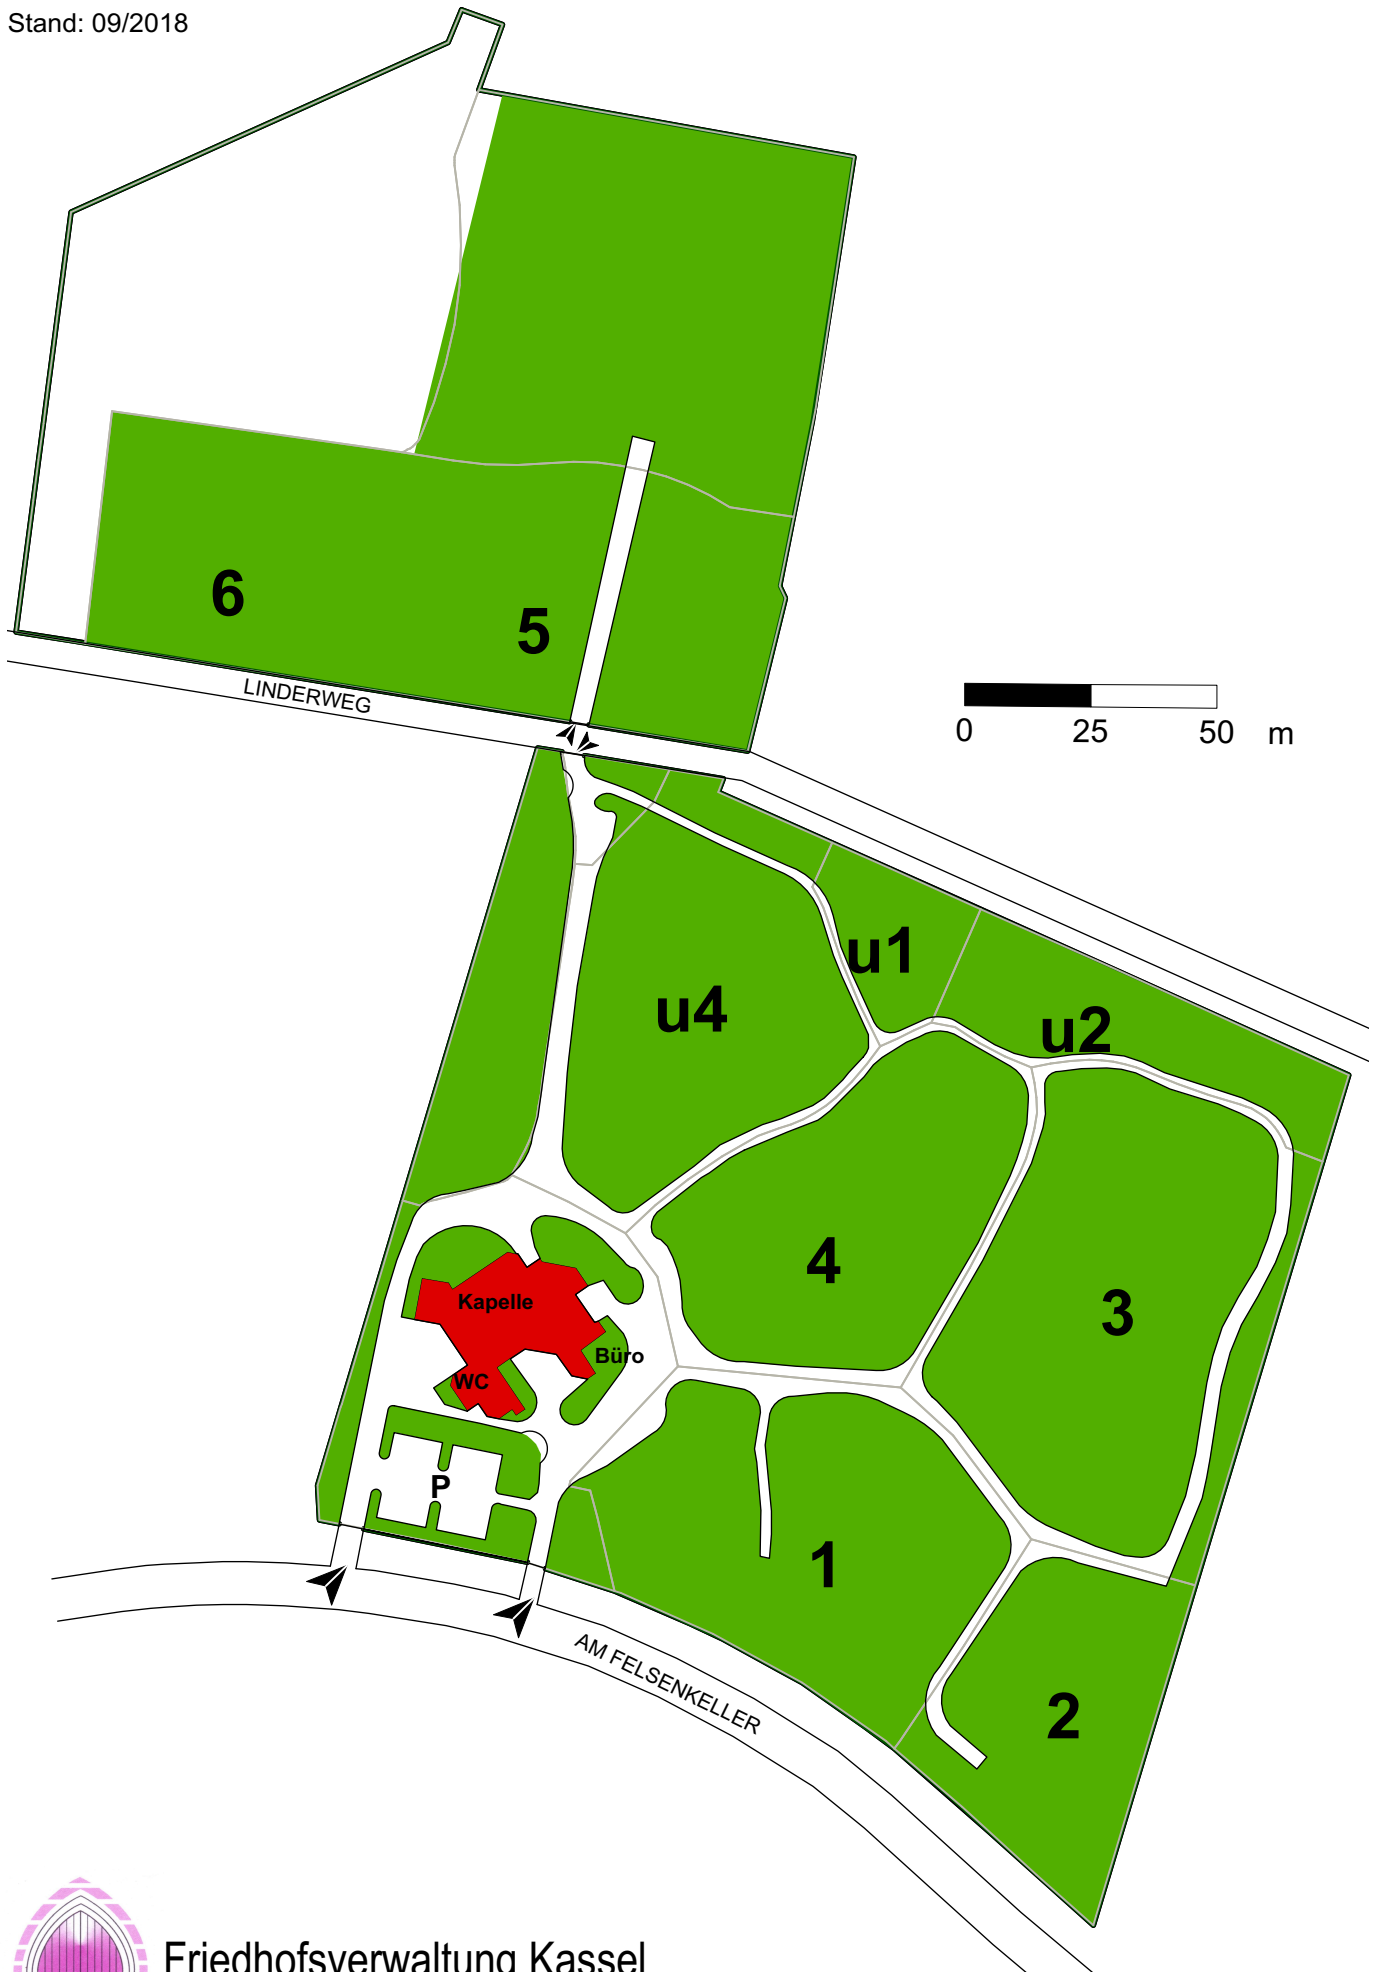 Stand: 09/2018
6
5
LINDERWEG
0 25 50 m
u1
u4
u2
4
3
Kapelle
Büro
WC
P
1
AM FELSENKELLER
2
Friedhofsverwaltung Kassel